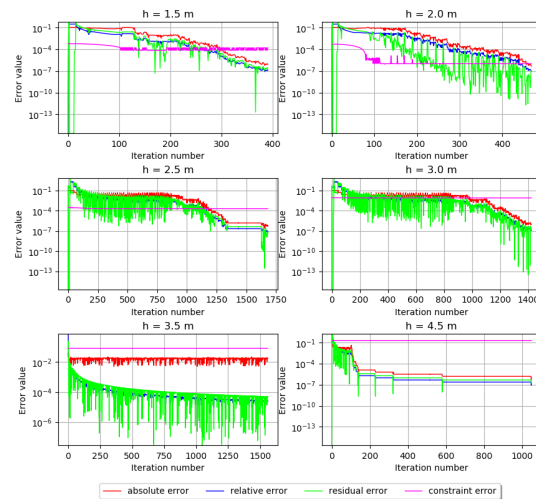 h = 1.5 m
Error value
10⁻¹
10⁻⁴
10⁻⁷
10⁻¹⁰
10⁻¹³
0 100 200 300 400
Iteration number
h = 2.0 m
Error value
10⁻¹
10⁻⁴
10⁻⁷
10⁻¹⁰
10⁻¹³
0 100 200 300 400
Iteration number
h = 2.5 m
Error value
10⁻¹
10⁻⁴
10⁻⁷
10⁻¹⁰
10⁻¹³
0 250 500 750 1000 1250 1500 1750
Iteration number
h = 3.0 m
Error value
10⁻¹
10⁻⁴
10⁻⁷
10⁻¹⁰
10⁻¹³
0 200 400 600 800 1000 1200 1400
Iteration number
h = 3.5 m
Error value
10⁻²
10⁻⁴
10⁻⁶
0 250 500 750 1000 1250 1500
Iteration number
h = 4.5 m
Error value
10⁻¹
10⁻⁴
10⁻⁷
10⁻¹⁰
10⁻¹³
0 200 400 600 800 1000
Iteration number
absolute error relative error residual error constraint error